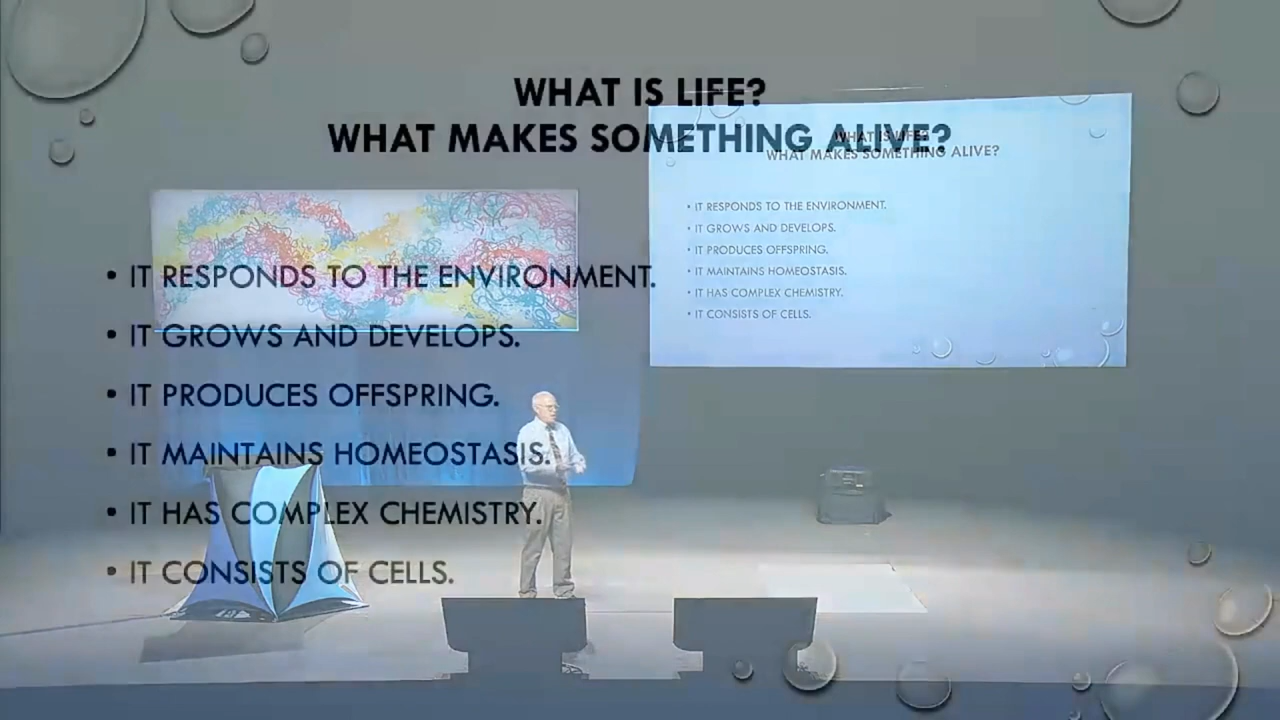 WHAT IS LIFE?
WHAT MAKES SOMETHING ALIVE?
• IT RESPONDS TO THE ENVIRONMENT.
• IT GROWS AND DEVELOPS.
• IT PRODUCES OFFSPRING.
• IT MAINTAINS HOMEOSTASIS.
• IT HAS COMPLEX CHEMISTRY.
• IT CONSISTS OF CELLS.
WHAT IS LIFE?
WHAT MAKES SOMETHING ALIVE?
• IT RESPONDS TO THE ENVIRONMENT.
• IT GROWS AND DEVELOPS.
• IT PRODUCES OFFSPRING.
• IT MAINTAINS HOMEOSTASIS.
• IT HAS COMPLEX CHEMISTRY.
• IT CONSISTS OF CELLS.